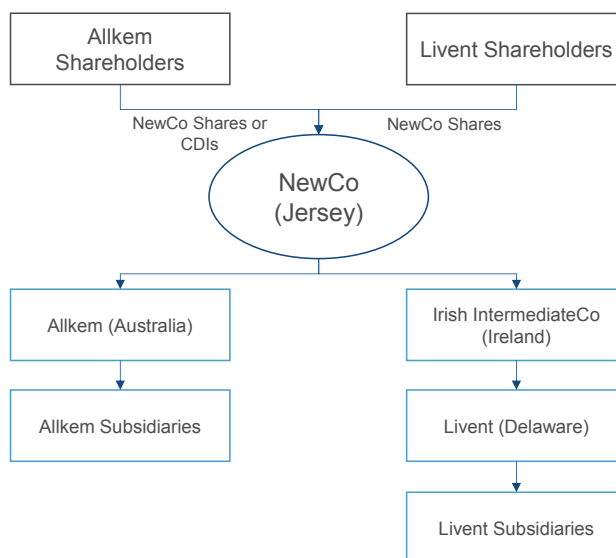 Allkem
Shareholders
Livent Shareholders
NewCo Shares or
CDIs
NewCo Shares
NewCo
(Jersey)
Allkem (Australia)
Irish IntermediateCo
(Ireland)
Allkem Subsidiaries
Livent (Delaware)
Livent Subsidiaries